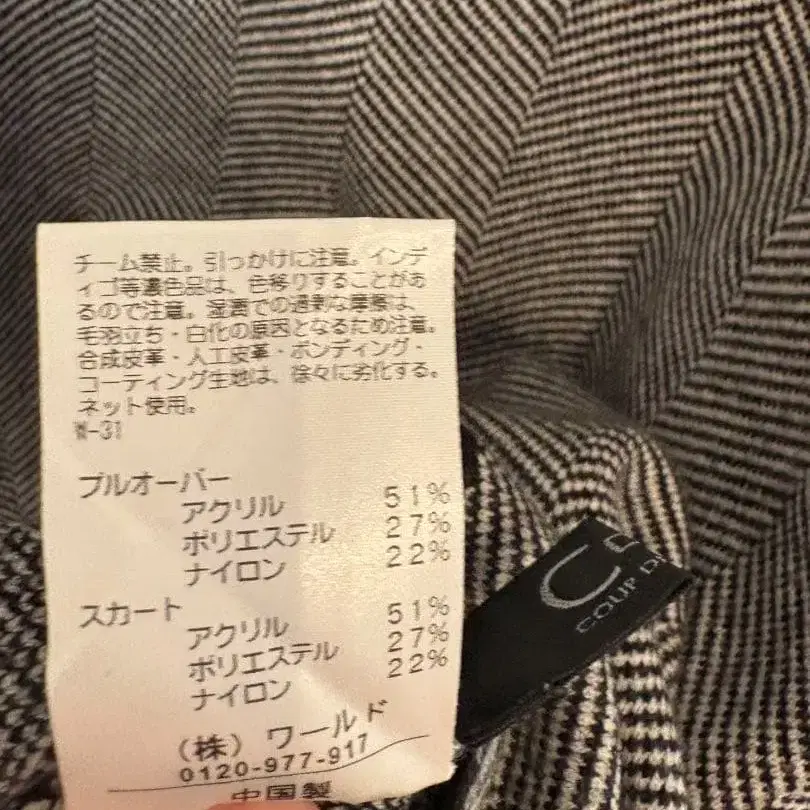 チーム禁止。引っかけに注意。インデ
ィゴ等濃色品は、色移りすることがあ
るので注意。湿潤での過剰な摩擦は、
毛羽立ち・白化の原因となるため注意。
合成皮革・人工皮革・ボンディング・
コーティング生地は、徐々に劣化する。
ネット使用。
W-31
プルオーバー
アクリル 51%
ポリエステル 27%
ナイロン 22%
スカート
アクリル 51%
ポリエステル 27%
ナイロン 22%
(株) ワールド
0120-977-917
中国製
COUP